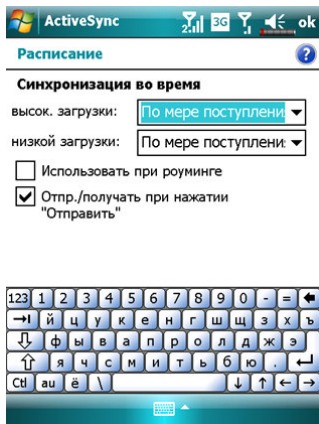 ActiveSync 2 3G ok
Расписание ?
Синхронизация во время
высок. загрузки: По мере поступлени
низкой загрузки: По мере поступлени
Использовать при роуминге
Отпр./получать при нажатии
"Отправить"
123 1 2 3 4 5 6 7 8 9 0 - =
й ц у к е н г ш щ з х ъ
ф ы в а п р о л д ж э
я ч с м и т ь б ю .
Ctl au ё \